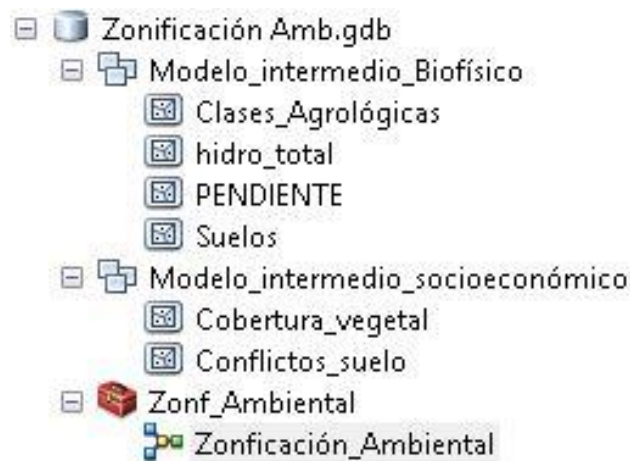 Zonificación Amb.gdb
Modelo_intermedio_Biofísico
Clases_Agrológicas
hidro_total
PENDIENTE
Suelos
Modelo_intermedio_socioeconómico
Cobertura_vegetal
Conflictos_suelo
Zonf_Ambiental
Zonficación_Ambiental